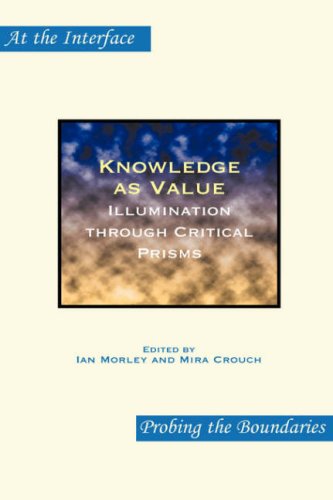 At the Interface
Knowledge
as Value
Illumination
through Critical
Prisms
Edited by
Ian Morley and Mira Crouch
Probing the Boundaries